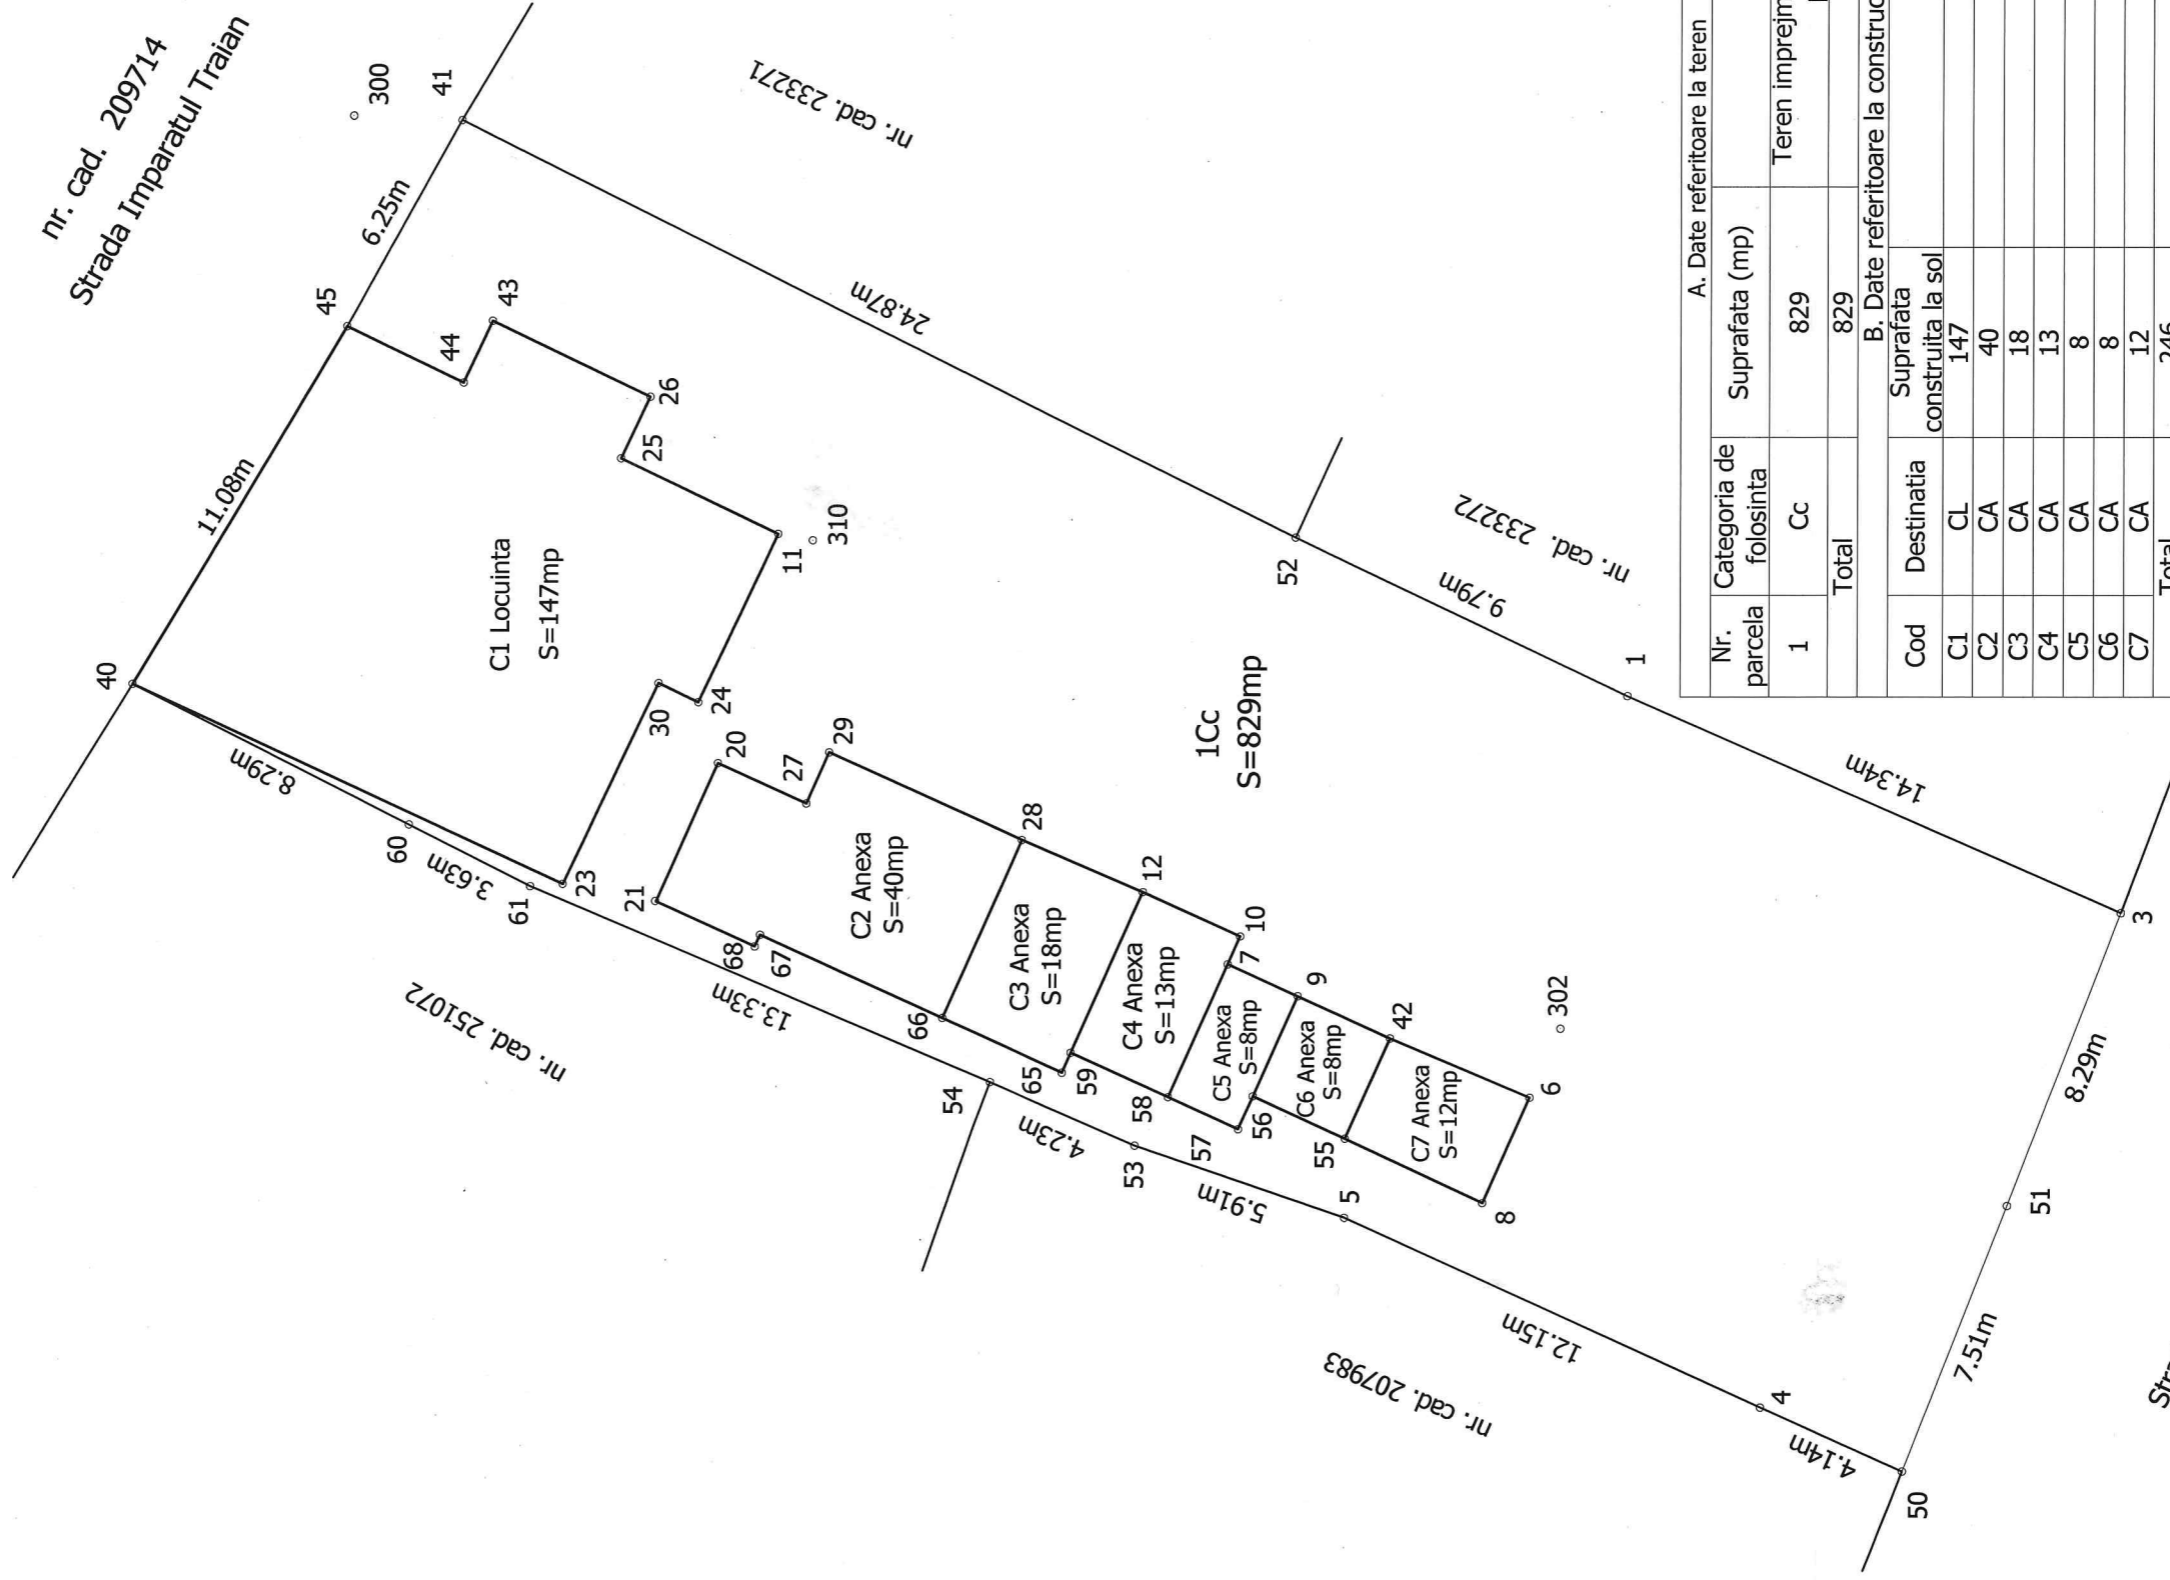 nr. cad. 209714
Strada Imparatul Traian
300
41
6.25m
45
44
43
11.08m
40
26
25
C1 Locuinta
S=147mp
11
310
24.87m
nr. cad. 233271
8.29m
60
3.63m
61
23
30
24
20
21
27
29
68
67
C2 Anexa
S=40mp
28
66
13.33m
nr. cad. 251072
54
C3 Anexa
S=18mp
12
65
59
C4 Anexa
S=13mp
10
7
58
4.23m
53
57
C5 Anexa
S=8mp
9
56
C6 Anexa
S=8mp
42
55
5.91m
5
C7 Anexa
S=12mp
6
8
302
1Cc
S=829mp
52
9.79m
nr. cad. 233272
1
14.34m
3
8.29m
51
7.51m
50
4.14m
4
12.15m
nr. cad. 207983
Str
A. Date referitoare la teren
Nr. parcela
Categoria de folosinta
Suprafata (mp)
1 Cc 829 Teren imprejm
Total 829
B. Date referitoare la construc
Cod
Destinatia
Suprafata construita la sol
C1 CL 147
C2 CA 40
C3 CA 18
C4 CA 13
C5 CA 8
C6 CA 8
C7 CA 12
Total 246